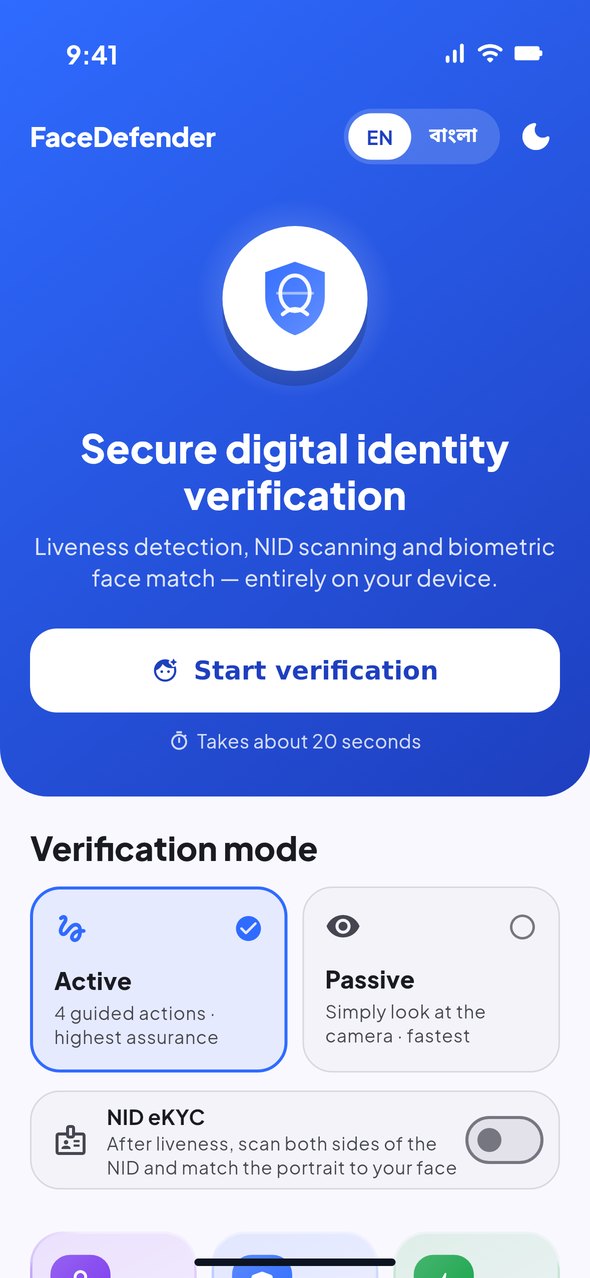 9:41
FaceDefender
EN
বাংলা
Secure digital identity
verification
Liveness detection, NID scanning and biometric
face match — entirely on your device.
Start verification
Takes about 20 seconds
Verification mode
Active
4 guided actions ·
highest assurance
Passive
Simply look at the
camera · fastest
NID eKYC
After liveness, scan both sides of the
NID and match the portrait to your face